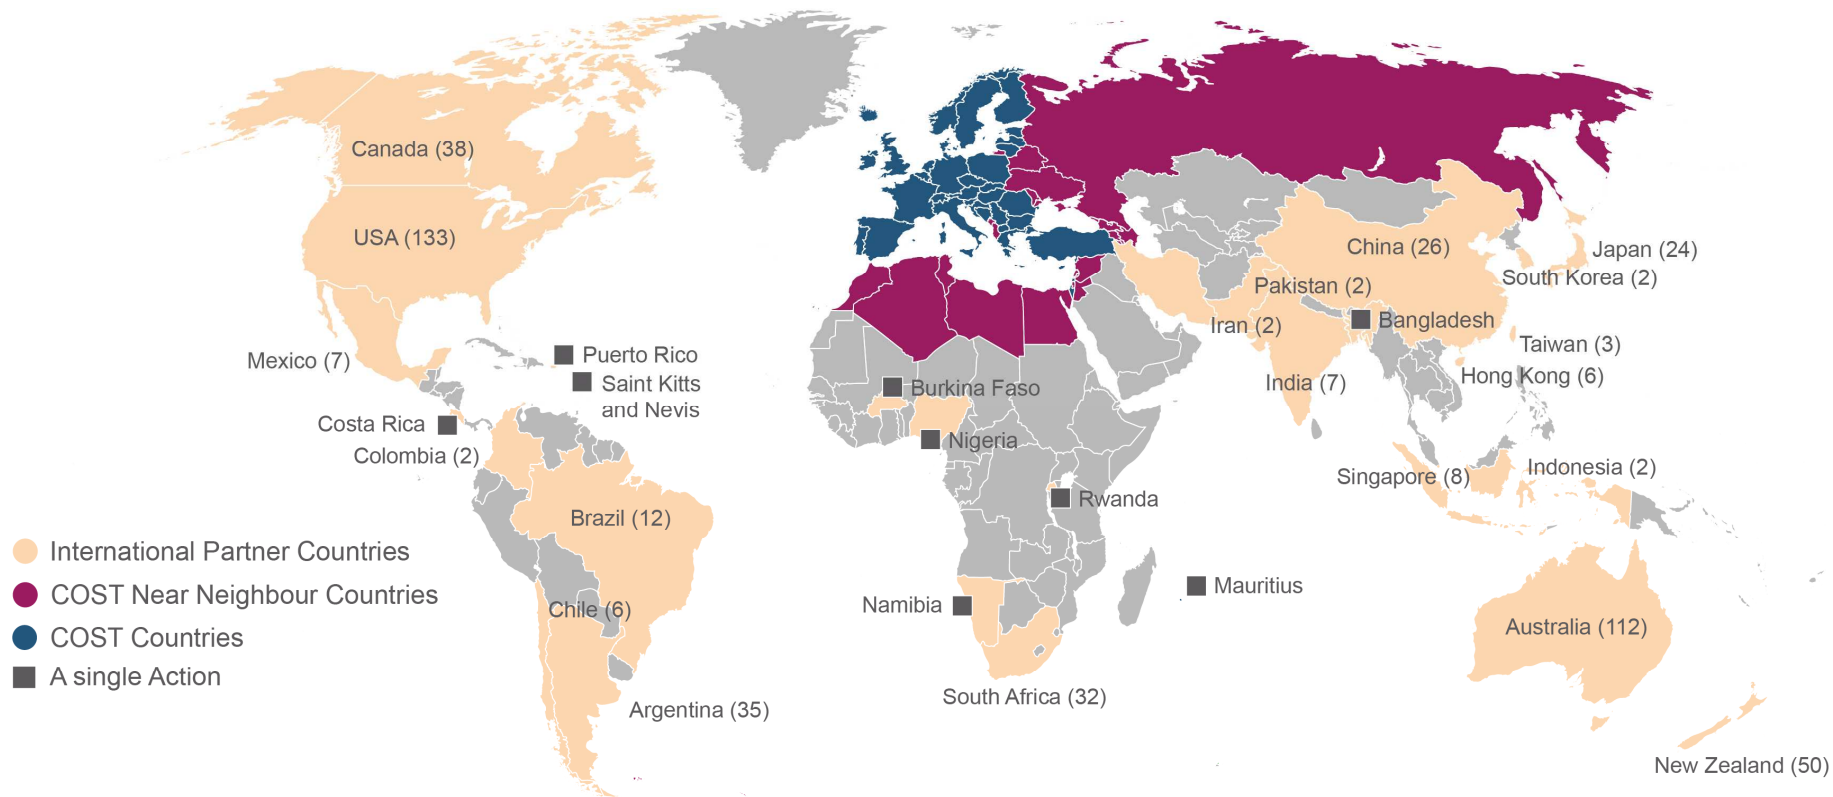 Canada (38)
USA (133)
China (26)
Japan (24)
South Korea (2)
Pakistan (2)
Iran (2)
Bangladesh
Taiwan (3)
Mexico (7)
Puerto Rico
Saint Kitts
and Nevis
Burkina Faso
India (7)
Hong Kong (6)
Costa Rica
Colombia (2)
Nigeria
Singapore (8)
Indonesia (2)
Rwanda
Brazil (12)
International Partner Countries
COST Near Neighbour Countries
COST Countries
A single Action
Chile (6)
Namibia
Mauritius
Australia (112)
Argentina (35)
South Africa (32)
New Zealand (50)